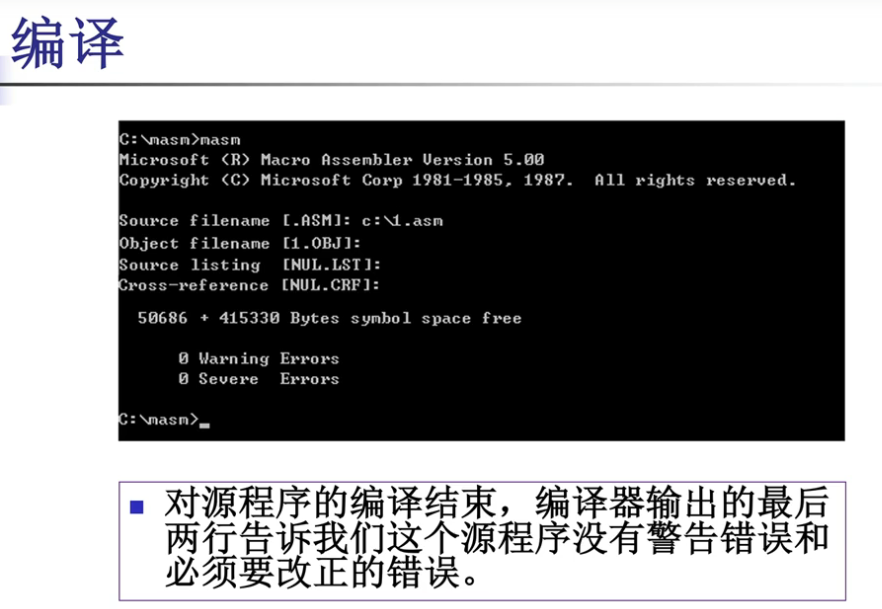 编译
C:\masm>masm
Microsoft (R) Macro Assembler Version 5.00
Copyright (C) Microsoft Corp 1981-1985, 1987.  All rights reserved.
Source filename [.ASM]: c:\1.asm
Object filename [1.OBJ]:
Source listing  [NUL.LST]:
Cross-reference [NUL.CRF]:
50686 + 415330 Bytes symbol space free
0 Warning Errors
0 Severe  Errors
C:\masm>_
■ 对源程序的编译结束，编译器输出的最后
两行告诉我们这个源程序没有警告错误和
必须要改正的错误。